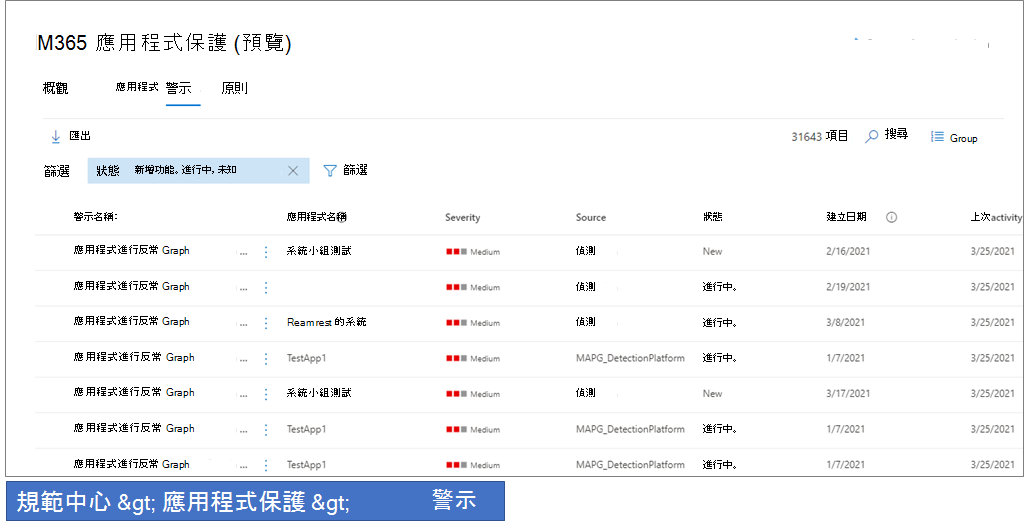 M365 應用程式保護 (預覽)
概觀 應用程式 警示 原則
匯出 31643 項目 搜尋 Group
篩選 狀態 新增功能。進行中, 未知 篩選
警示名稱: 應用程式名稱 Severity Source 狀態 建立日期 上次activity
應用程式進行反常 Graph ... 系統小組測試 Medium 偵測 New 2/16/2021 3/25/2021
應用程式進行反常 Graph ... Medium 偵測 進行中。 2/19/2021 3/25/2021
應用程式進行反常 Graph ... Reamrest 的系統 Medium 偵測 進行中。 3/8/2021 3/25/2021
應用程式進行反常 Graph ... TestApp1 Medium MAPG_DetectionPlatform 進行中。 1/7/2021 3/25/2021
應用程式進行反常 Graph ... 系統小組測試 Medium 偵測 New 3/17/2021 3/25/2021
應用程式進行反常 Graph ... TestApp1 Medium MAPG_DetectionPlatform 進行中。 1/7/2021 3/25/2021
應用程式進行反常 Graph ... TestApp1 Medium MAPG_DetectionPlatform 進行中。 1/7/2021 3/25/2021
規範中心 &gt; 應用程式保護 &gt; 警示